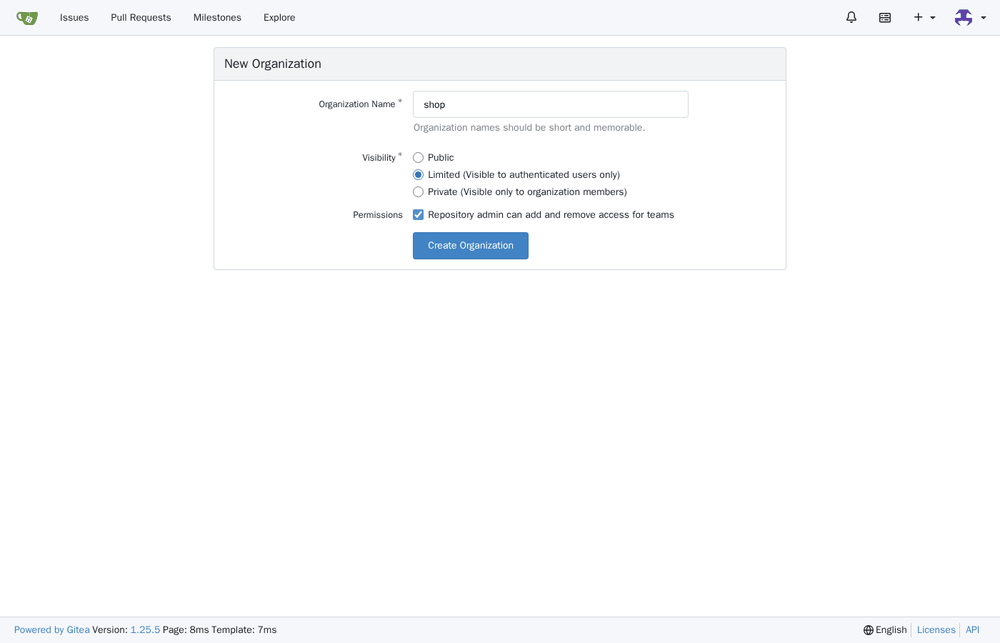 Issues Pull Requests Milestones Explore
New Organization
Organization Name *
shop
Organization names should be short and memorable.
Visibility *
Public
Limited (Visible to authenticated users only)
Private (Visible only to organization members)
Permissions
Repository admin can add and remove access for teams
Create Organization
Powered by Gitea Version: 1.25.5 Page: 8ms Template: 7ms
English Licenses API